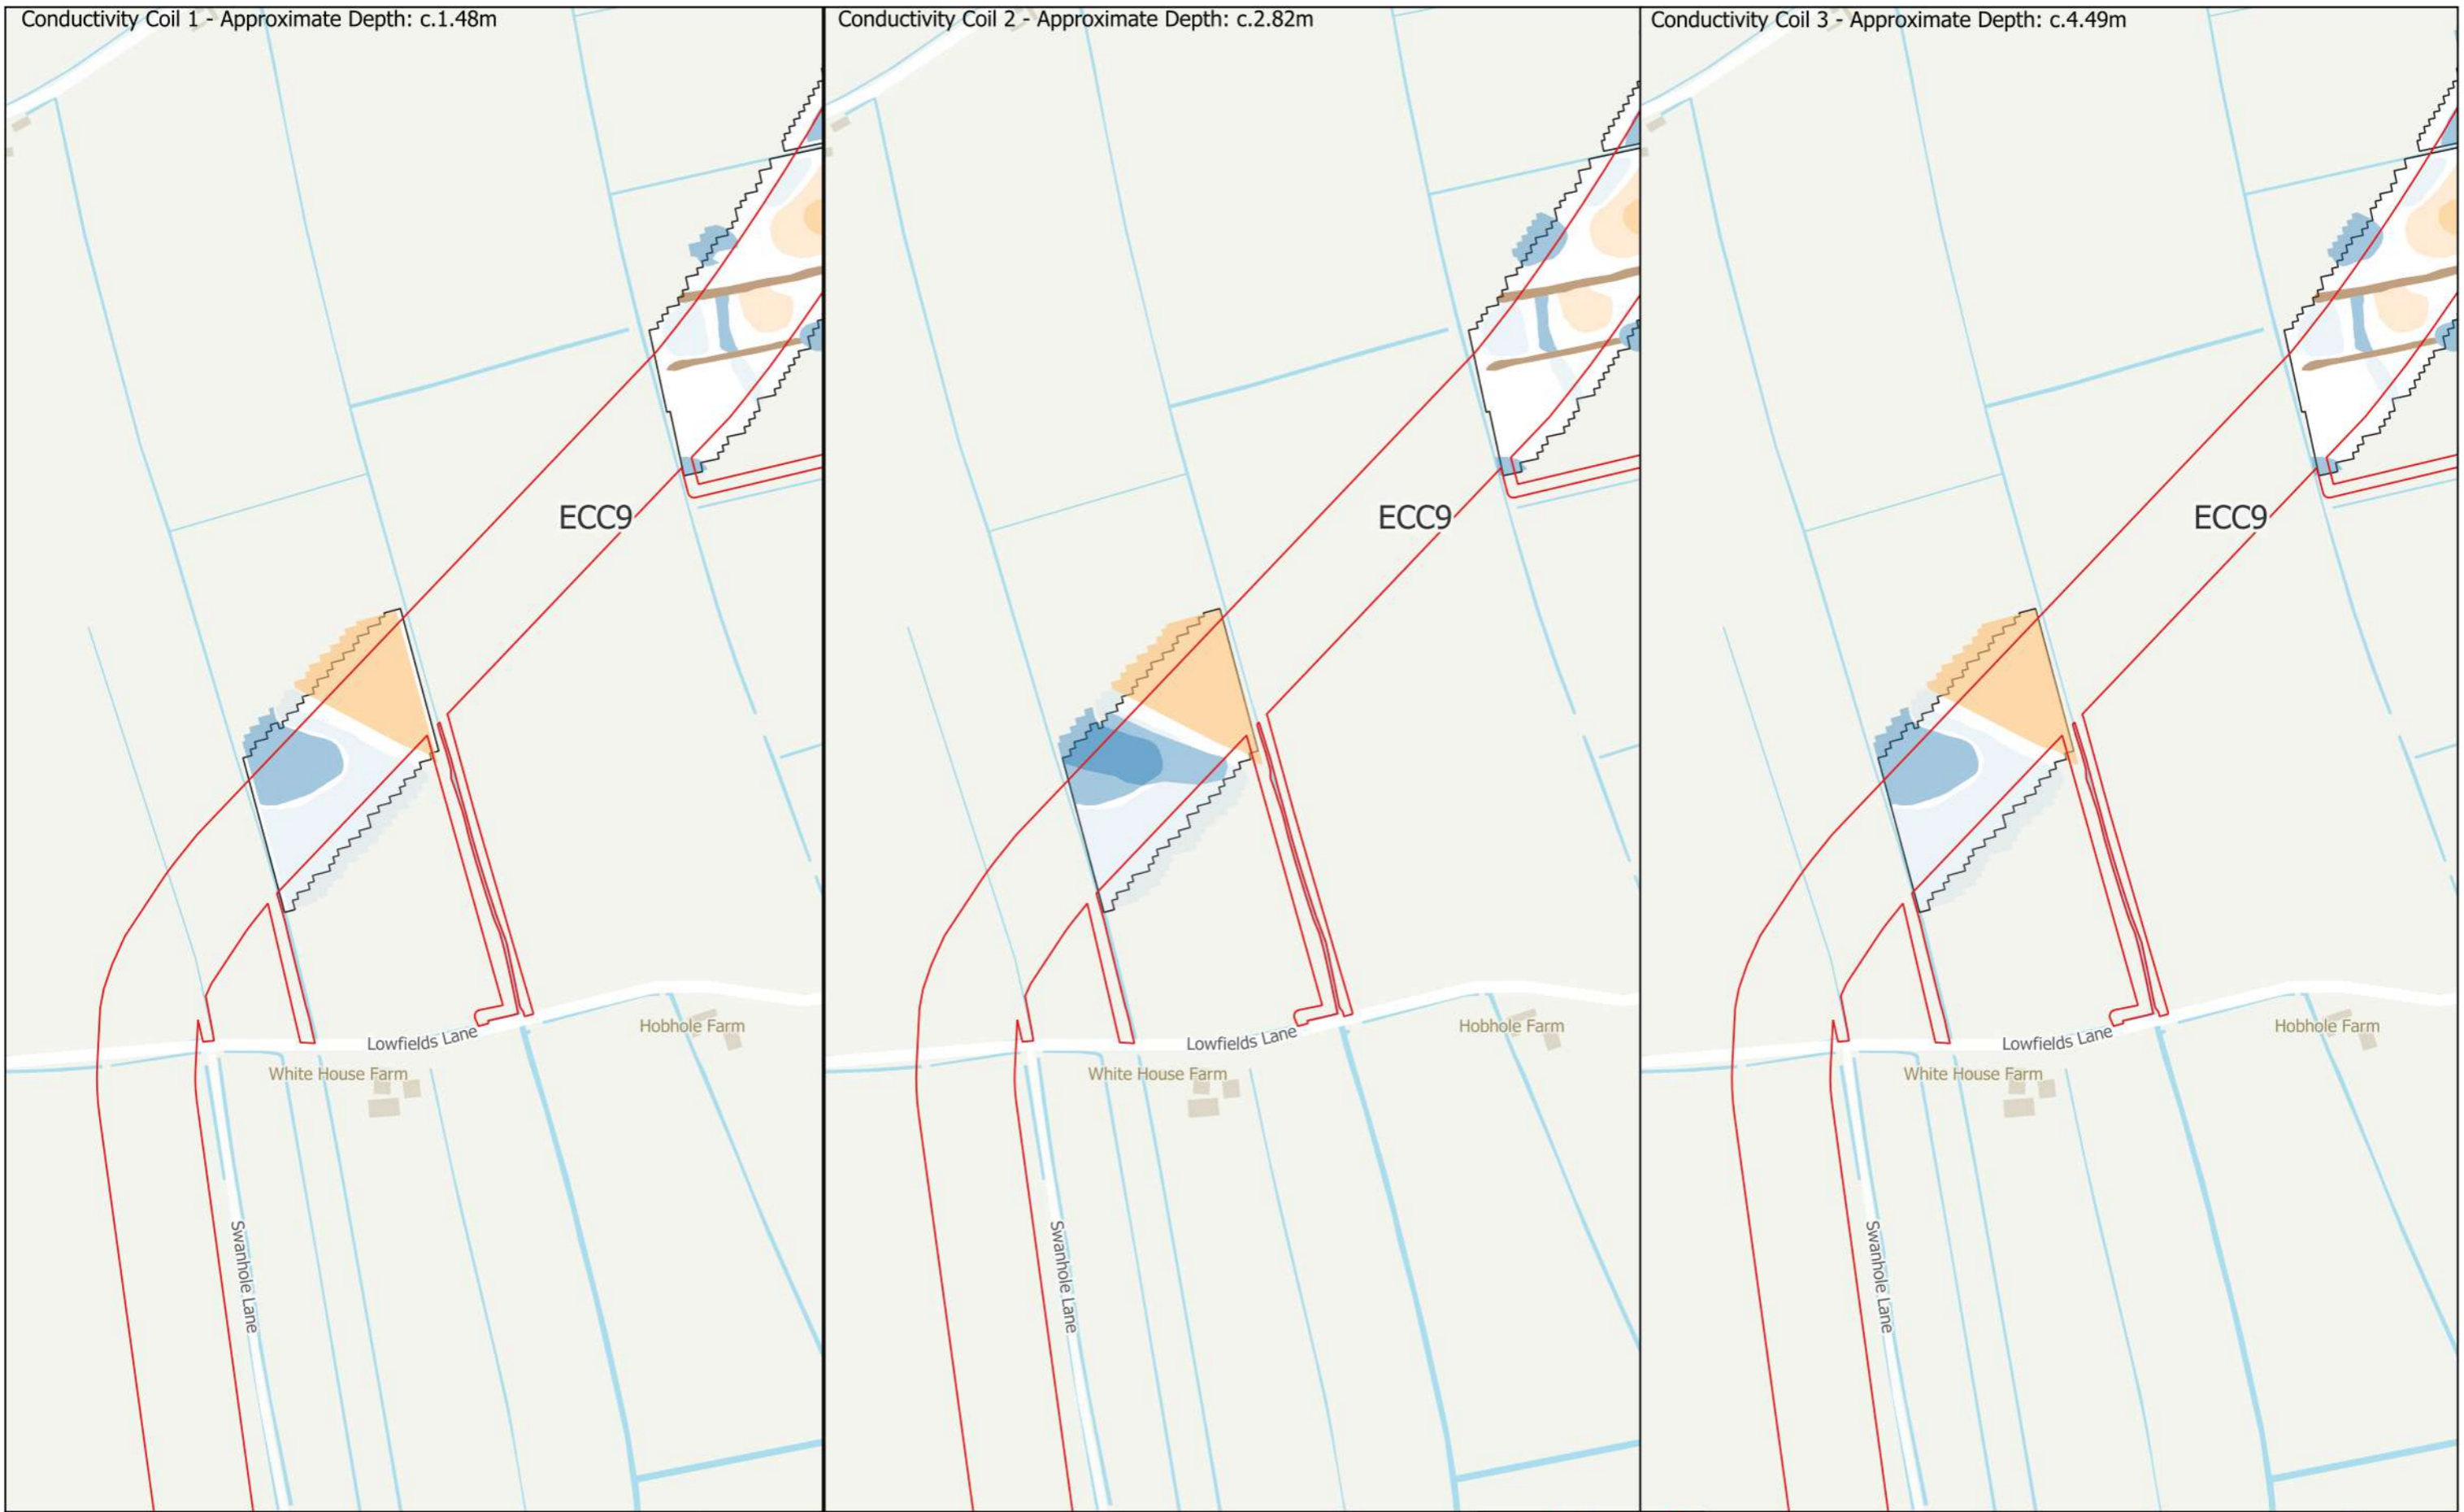 Conductivity Coil 1 - Approximate Depth: c.1.48m
ECC9
Lowfields Lane
Hobhole Farm
White House Farm
Swanhole Lane
Conductivity Coil 2 - Approximate Depth: c.2.82m
ECC9
Lowfields Lane
Hobhole Farm
White House Farm
Swanhole Lane
Conductivity Coil 3 - Approximate Depth: c.4.49m
ECC9
Lowfields Lane
Hobhole Farm
White House Farm
Swanhole Lane